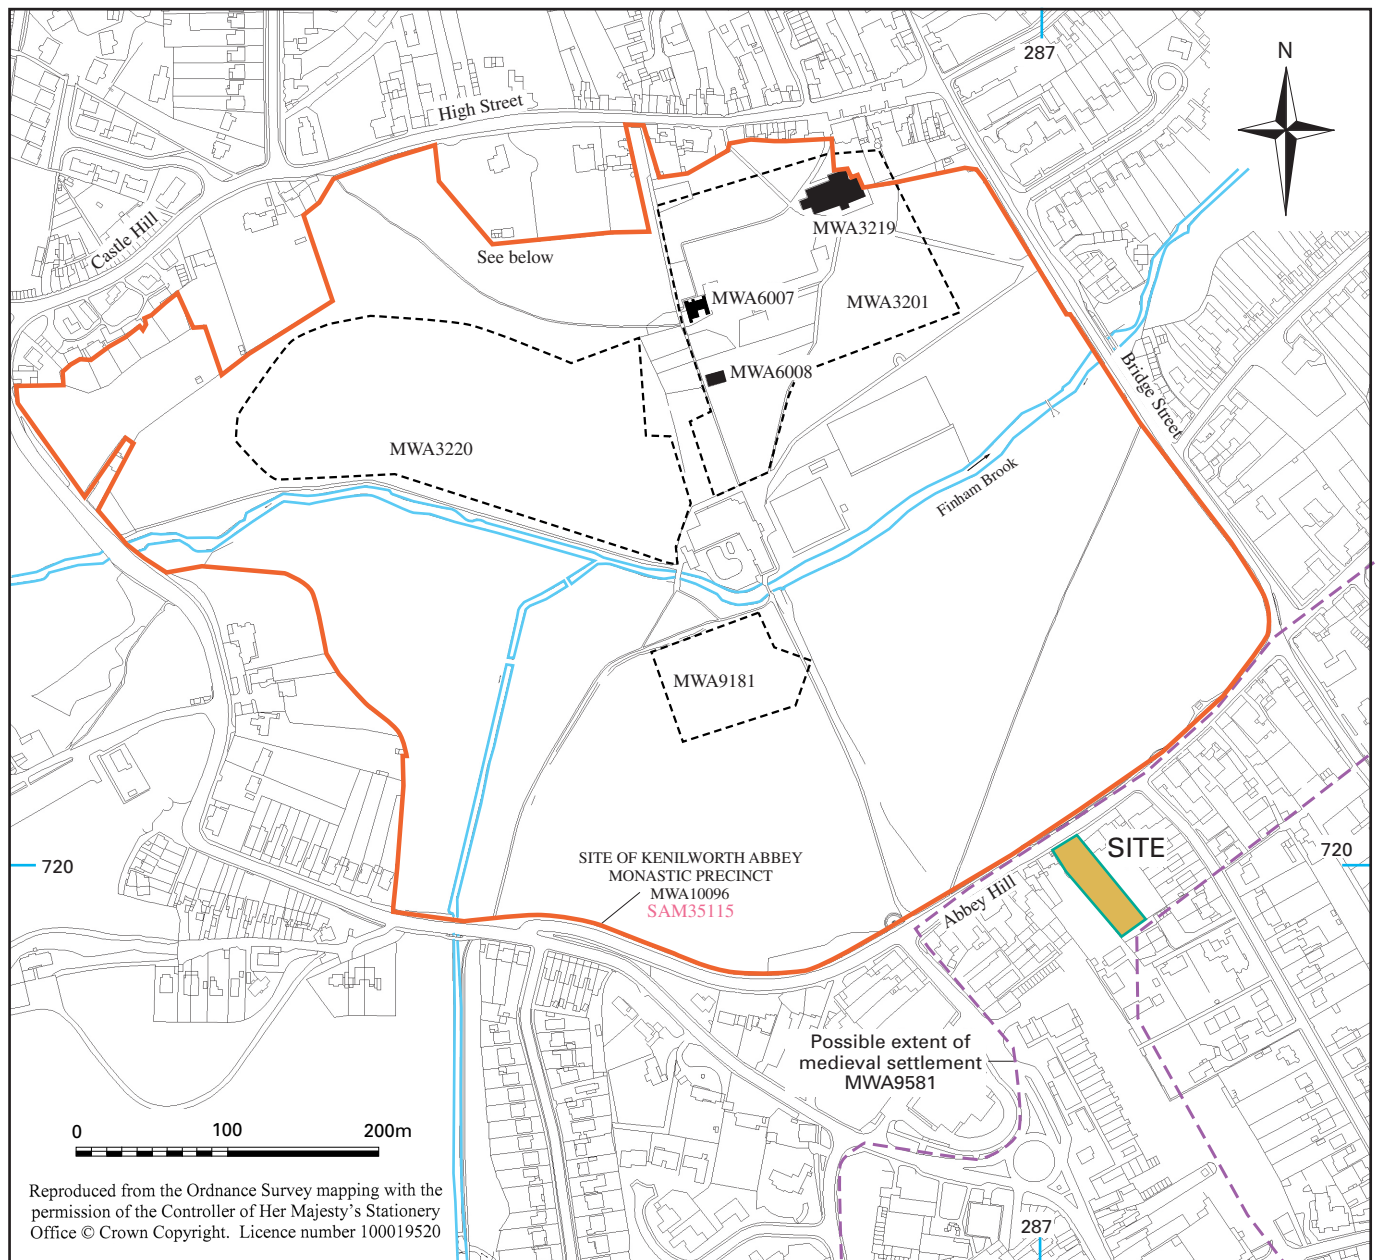 287
N
High Street
Castle Hill
See below
MWA3219
MWA6007
MWA3201
MWA6008
Bridge Street
MWA3220
Finham Brook
MWA9181
SITE
720
720
SITE OF KENILWORTH ABBEY
MONASTIC PRECINCT
MWA10096
SAM35115
Abbey Hill
Possible extent of
medieval settlement
MWA9581
0 100 200m
Reproduced from the Ordnance Survey mapping with the
permission of the Controller of Her Majesty's Stationery
Office © Crown Copyright. Licence number 100019520
287